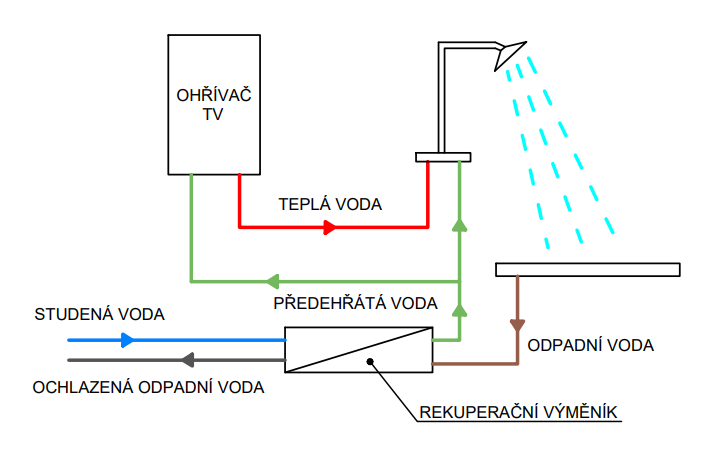 OHŘÍVAČ
TV
TEPLÁ VODA
PŘEDEHŘÁTÁ VODA
STUDENÁ VODA
ODPADNÍ VODA
OCHLAZENÁ ODPADNÍ VODA
REKUPERAČNÍ VÝMĚNÍK